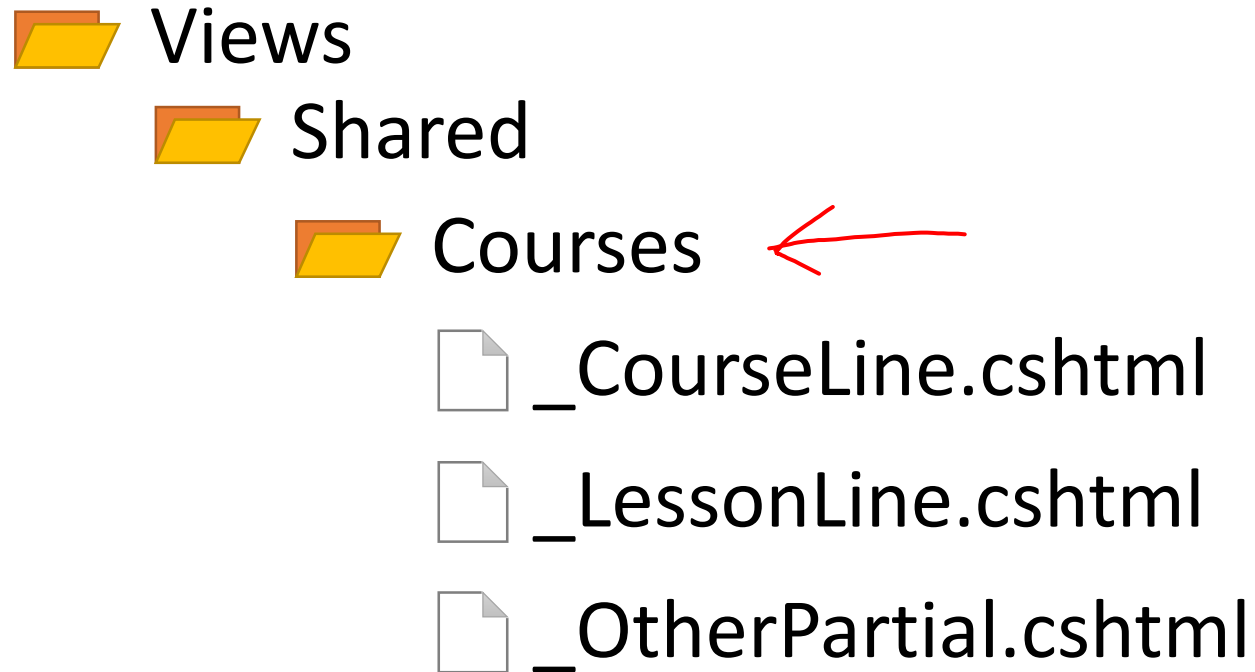 Views
Shared
Courses
_CourseLine.cshtml
_LessonLine.cshtml
_OtherPartial.cshtml